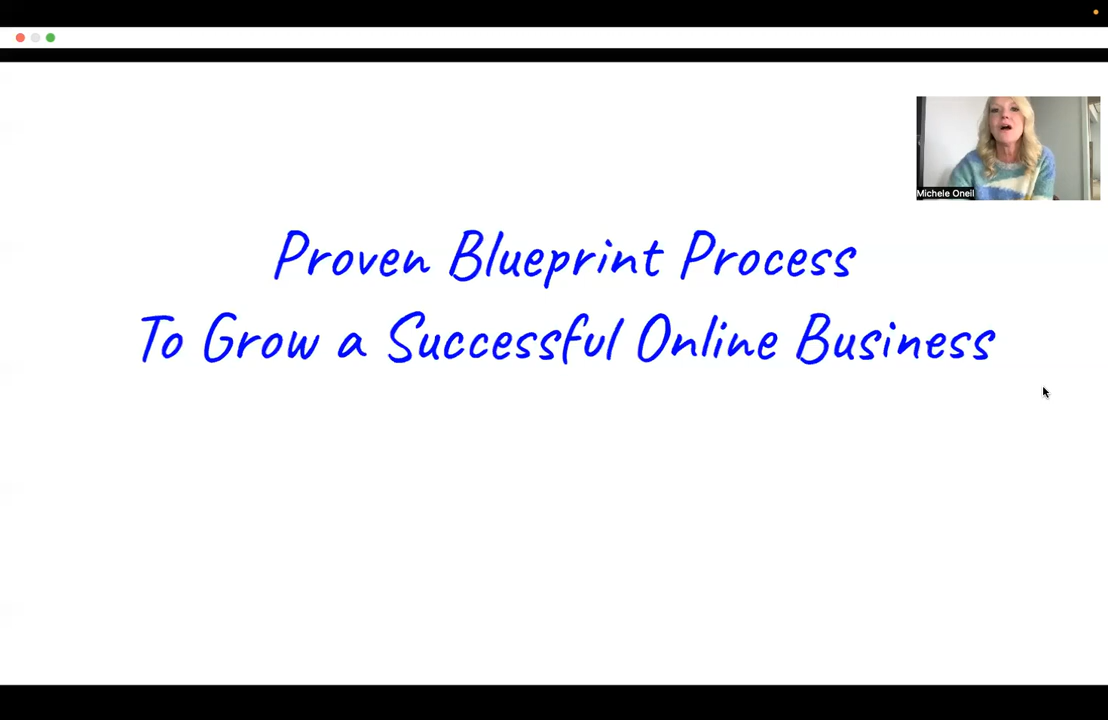 Michele Oneil
Proven Blueprint Process
To Grow a Successful Online Business